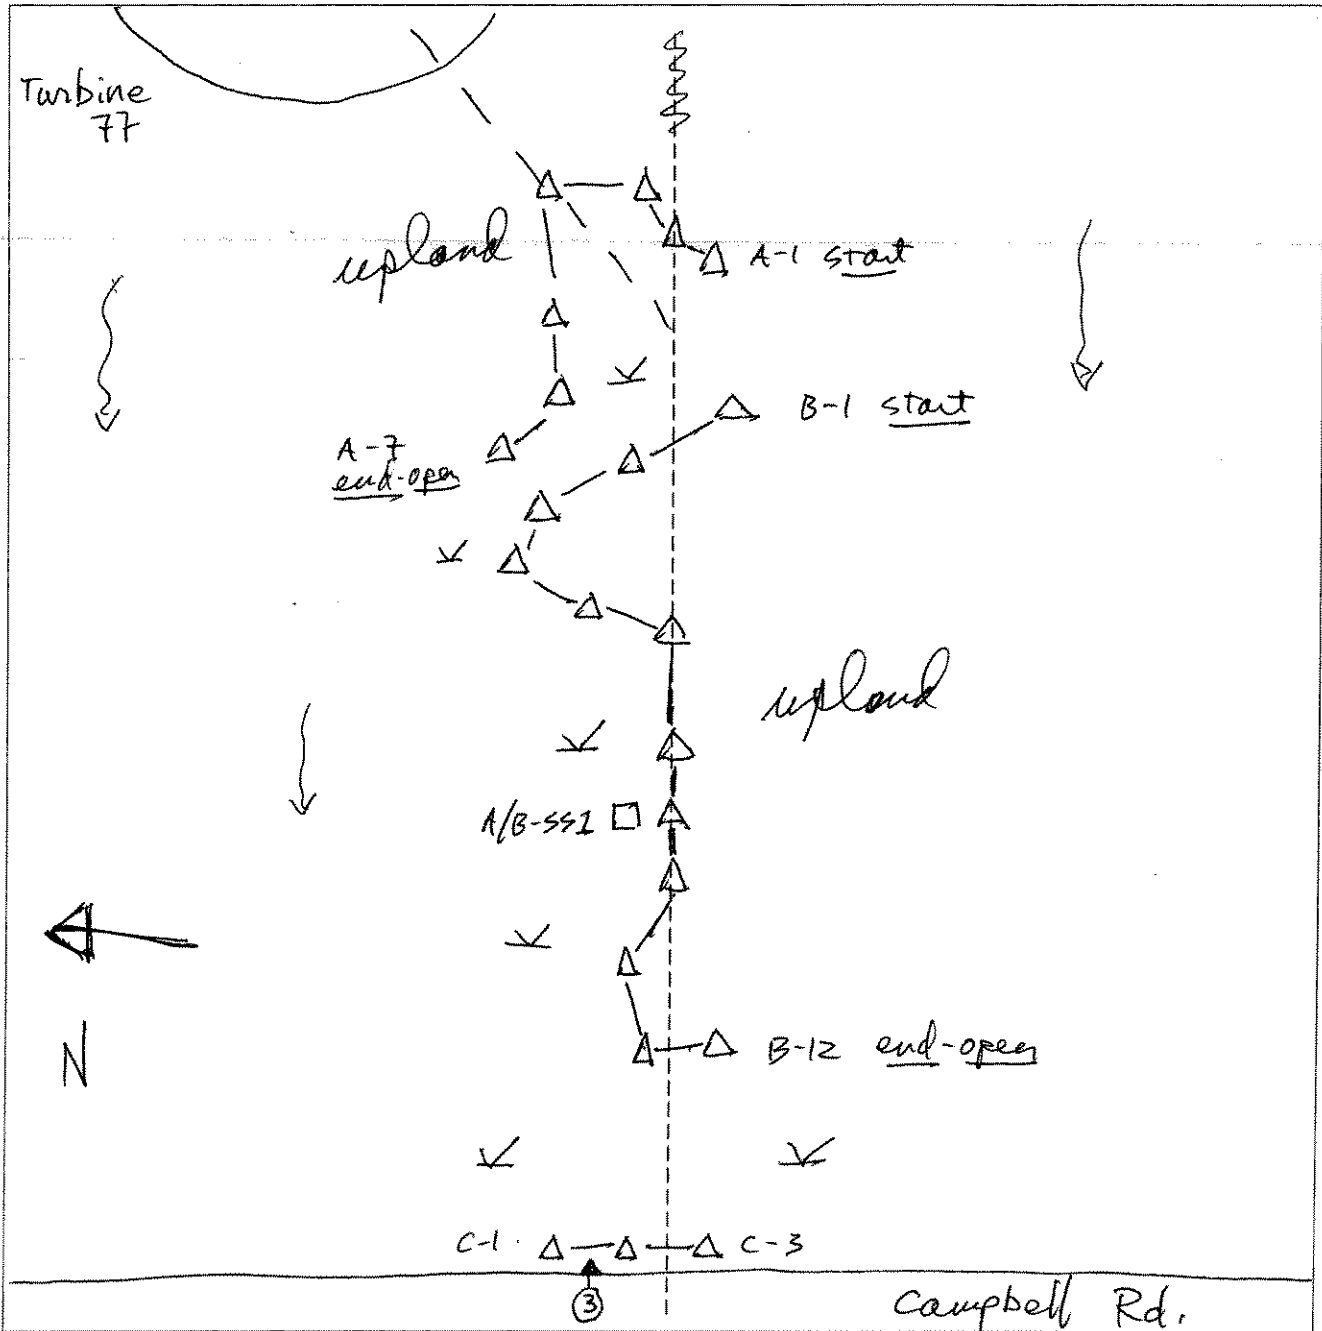 Turbine
77
upland
A-1 start
B-1 start
A-7
end-open
upland
A/B-SS1
N
B-12 end-open
C-1
C-3
3
Campbell Rd.